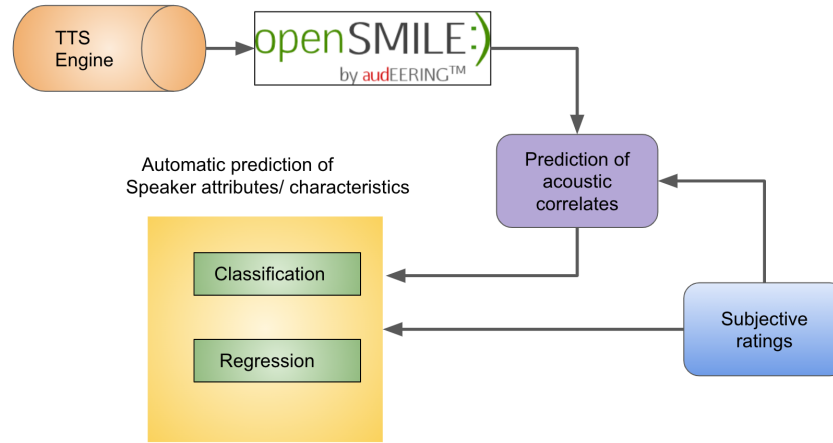 TTS
Engine
openSMILE:)
by audEERING™
Prediction of
acoustic
correlates
Automatic prediction of
Speaker attributes/ characteristics
Classification
Regression
Subjective
ratings